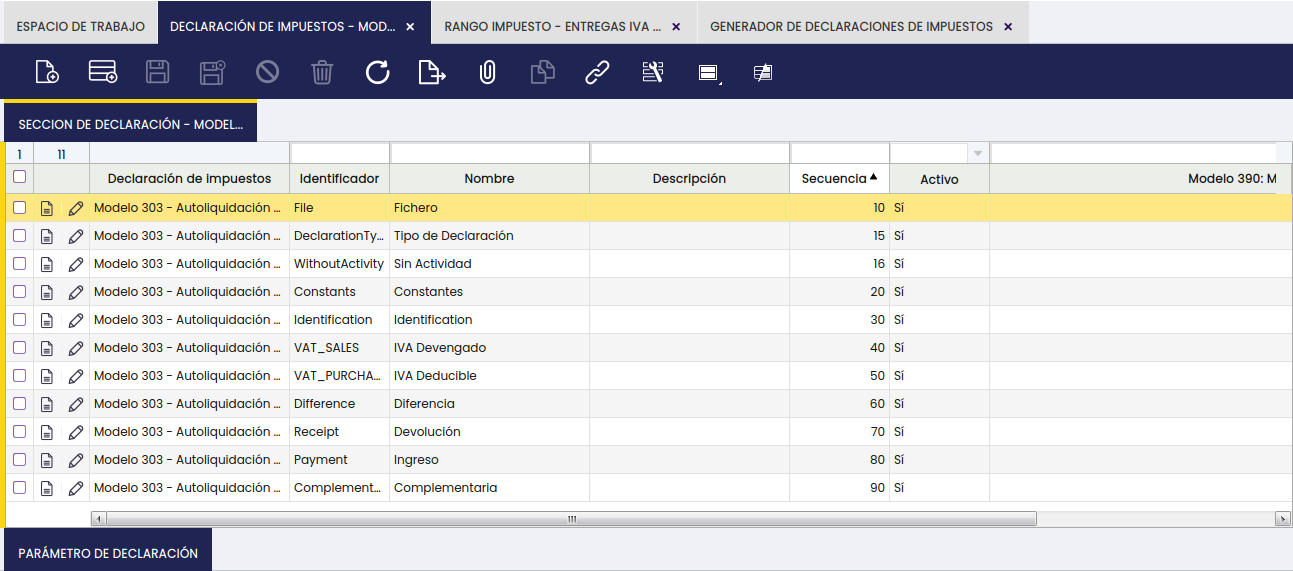 ESPACIO DE TRABAJO DECLARACIÓN DE IMPUESTOS - MOD... × RANGO IMPUESTO - ENTREGAS IVA ... × GENERADOR DE DECLARACIONES DE IMPUESTOS ×
SECCION DE DECLARACIÓN - MODEL...
1 11
Declaración de impuestos Identificador Nombre Descripción Secuencia Activo Modelo 390: M
Modelo 303 - Autoliquidación ... File Fichero 10 Sí
Modelo 303 - Autoliquidación ... DeclarationTy... Tipo de Declaración 15 Sí
Modelo 303 - Autoliquidación ... WithoutActivity Sin Actividad 16 Sí
Modelo 303 - Autoliquidación ... Constants Constantes 20 Sí
Modelo 303 - Autoliquidación ... Identification Identification 30 Sí
Modelo 303 - Autoliquidación ... VAT_SALES IVA Devengado 40 Sí
Modelo 303 - Autoliquidación ... VAT_PURCHA... IVA Deducible 50 Sí
Modelo 303 - Autoliquidación ... Difference Diferencia 60 Sí
Modelo 303 - Autoliquidación ... Receipt Devolución 70 Sí
Modelo 303 - Autoliquidación ... Payment Ingreso 80 Sí
Modelo 303 - Autoliquidación ... Complement... Complementaria 90 Sí
PARÁMETRO DE DECLARACIÓN